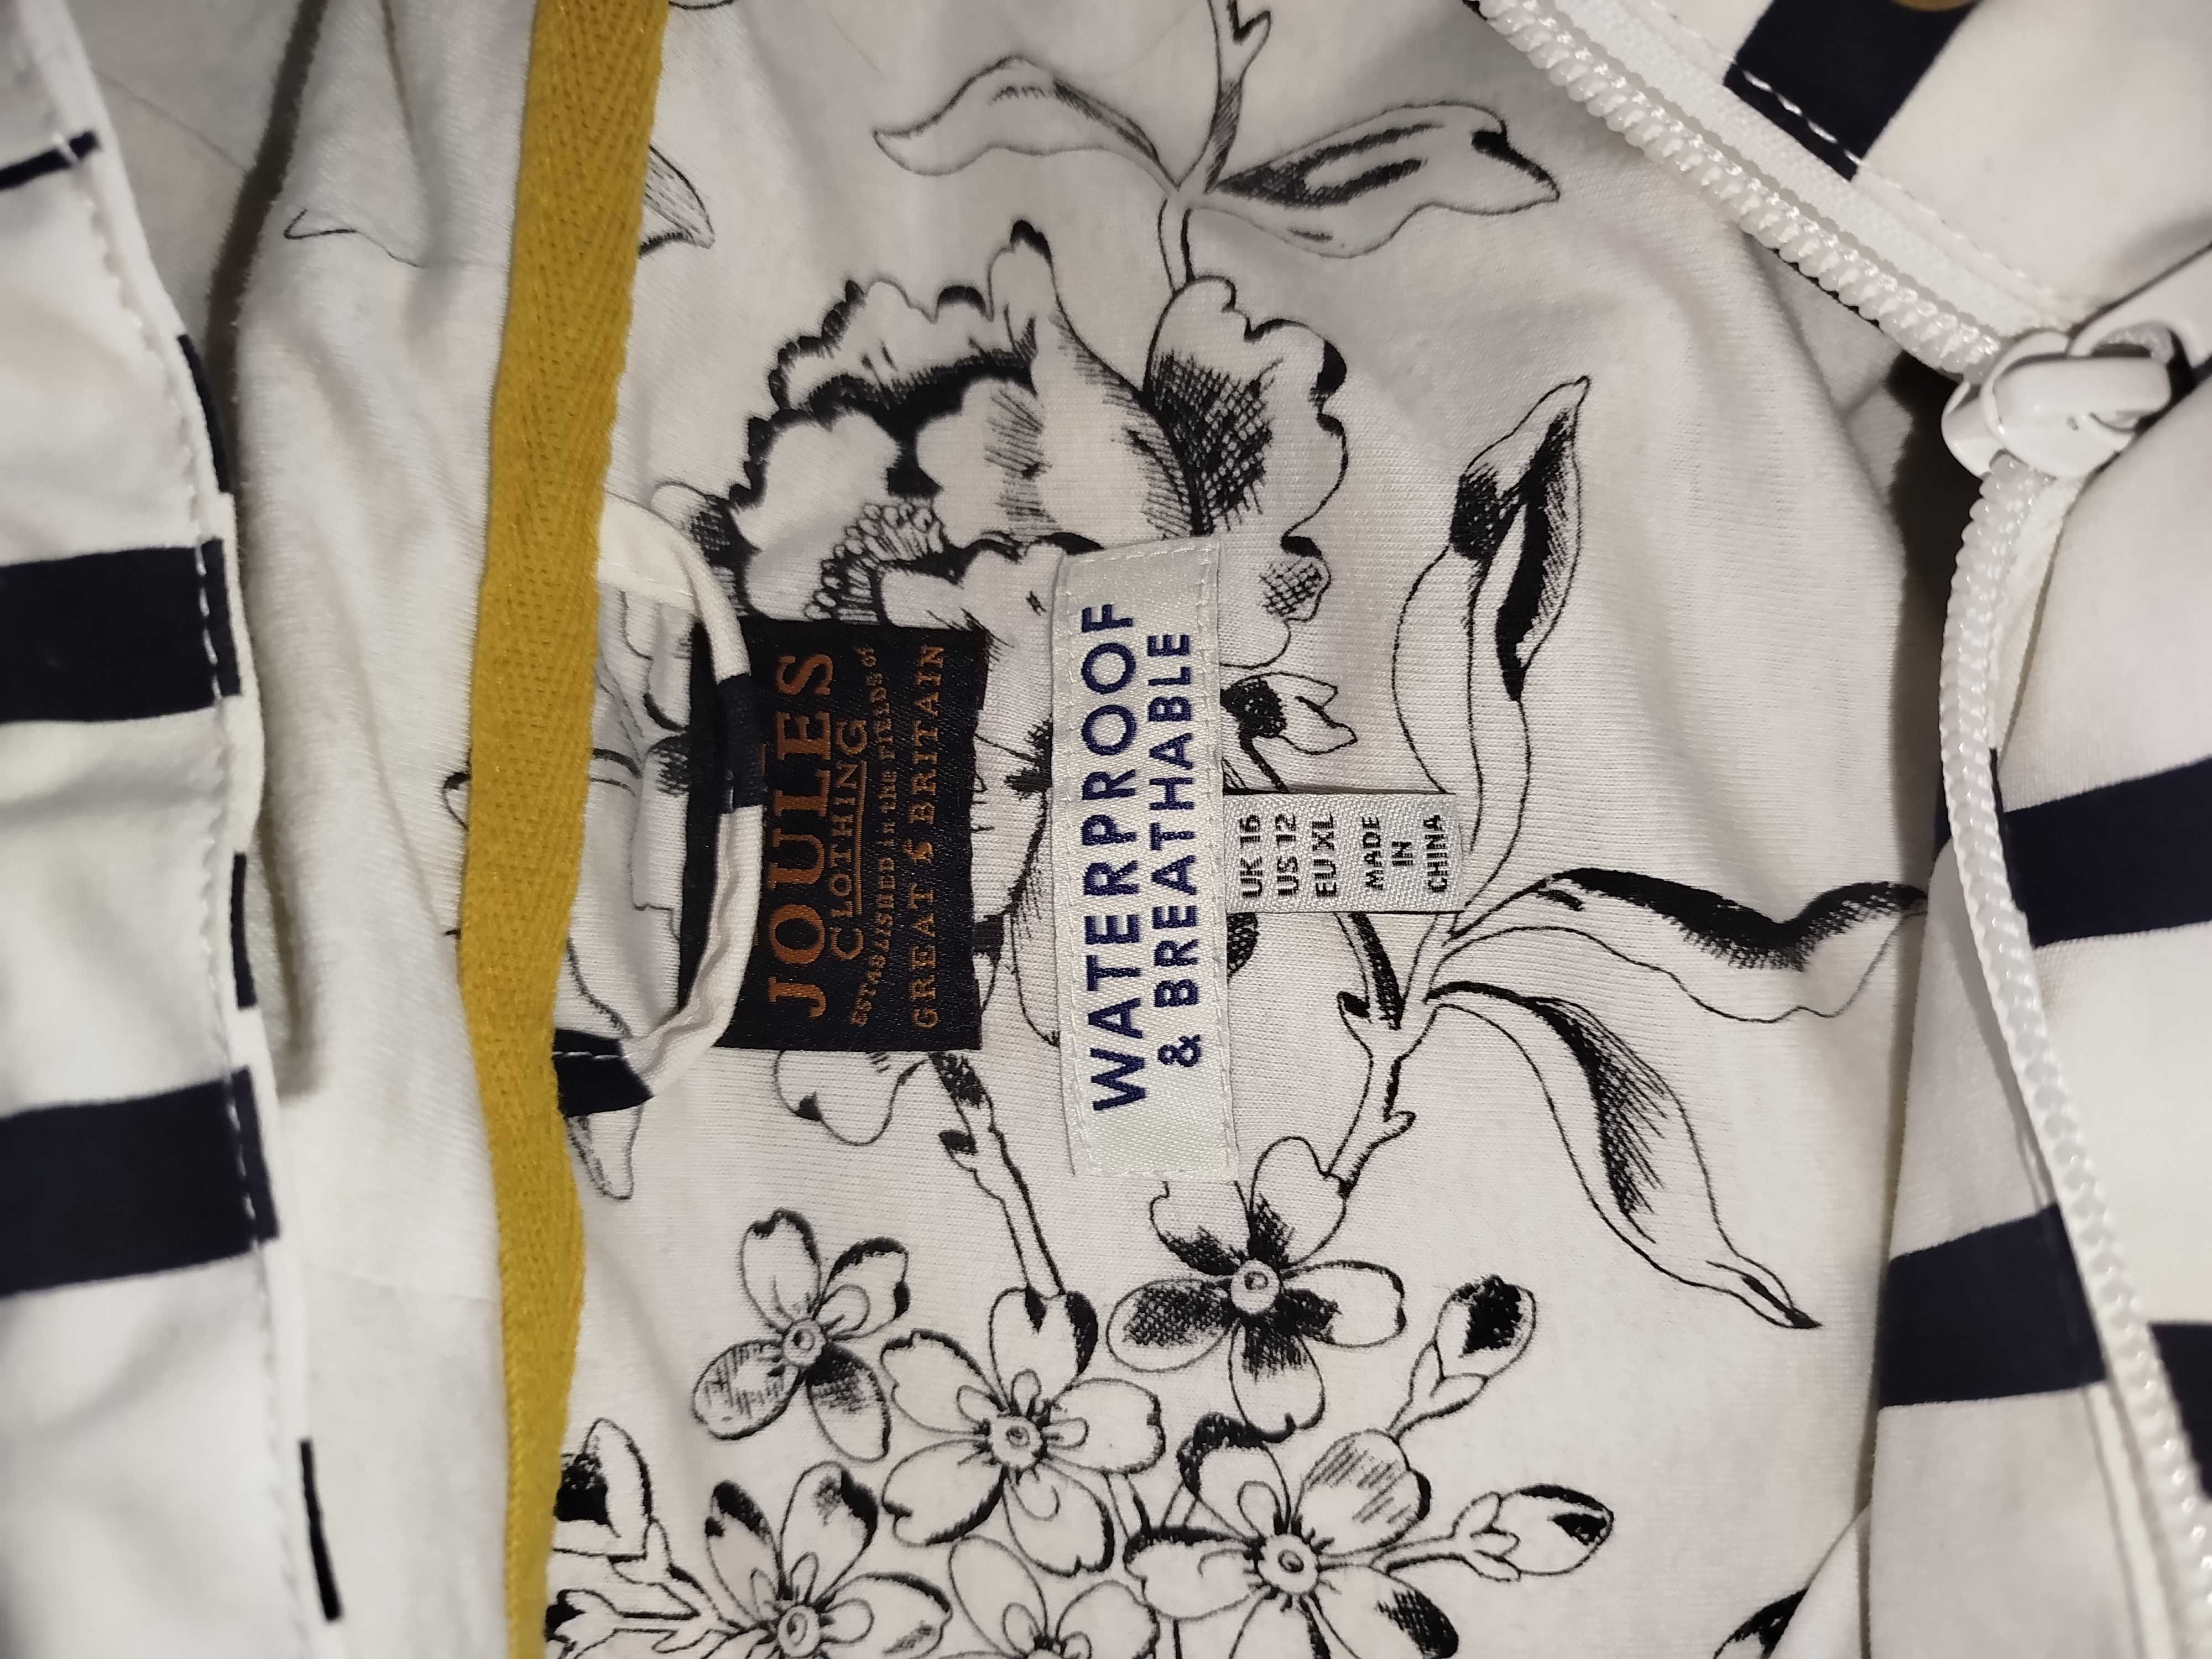 JOULES
CLOTHING
ESTABLISHED in the FIELDS of
GREAT & BRITAIN
WATERPROOF
& BREATHABLE
UK 16
US 12
EU XL
MADE
IN
CHINA